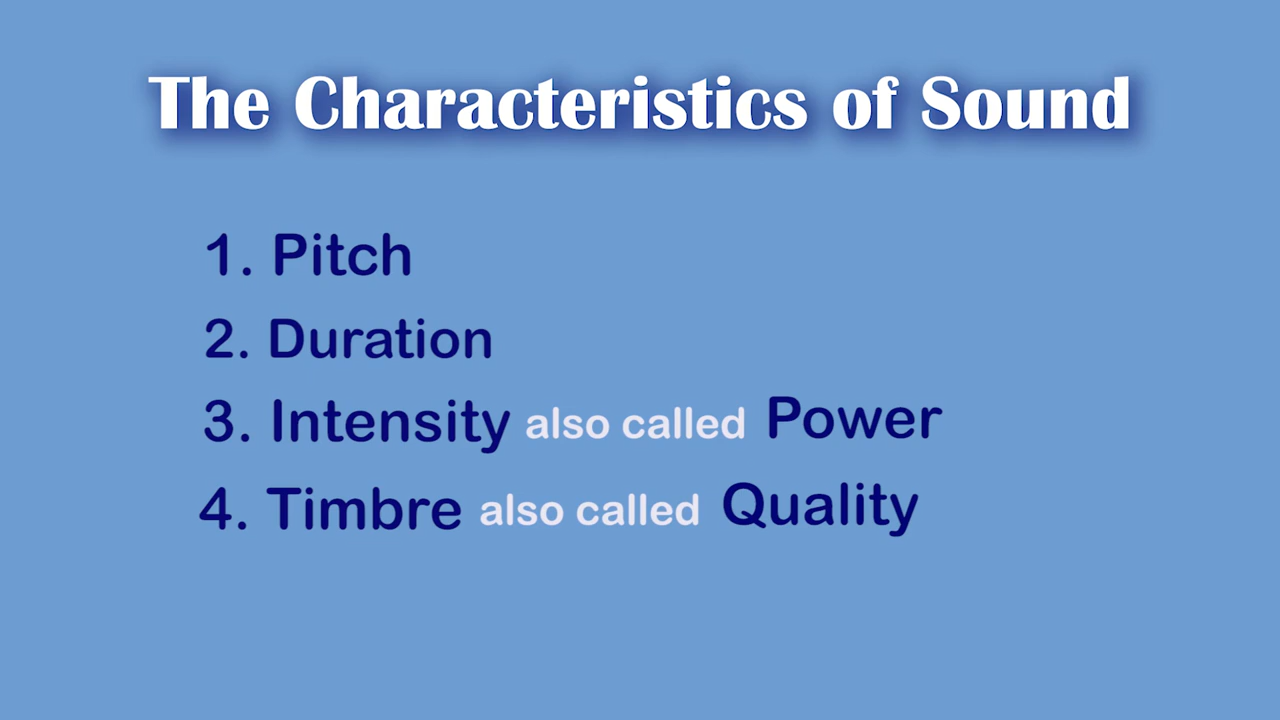 The Characteristics of Sound
1. Pitch
2. Duration
3. Intensity also called Power
4. Timbre also called Quality